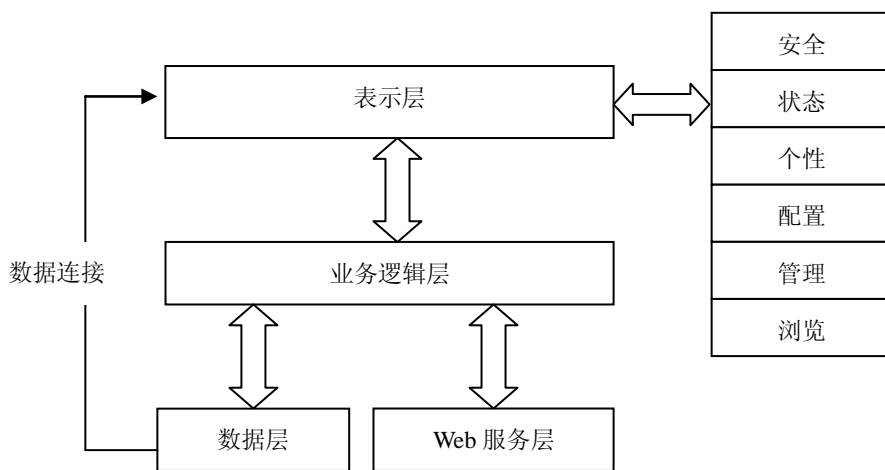 安全
表示层
状态
个性
配置
数据连接
业务逻辑层
管理
浏览
数据层
Web 服务层